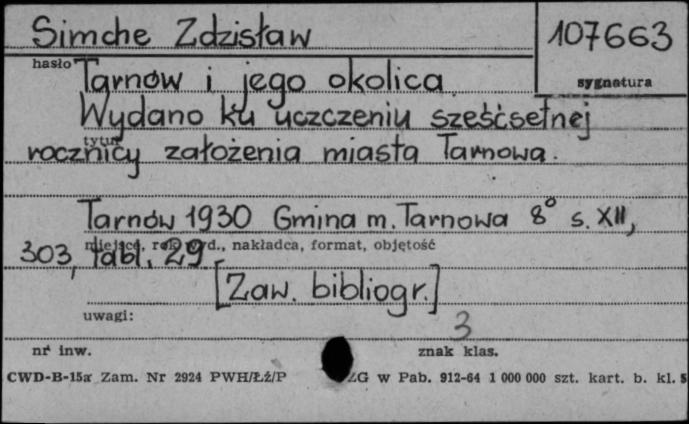 Simche Zdzisław
107663
hasło
sygnatura
Tarnów i jego okolica
Wydano ku uczczeniu sześćsetnej
tytuł
rocznicy założenia miasta Tarnowa.
Tarnów 1930 Gmina m. Tarnowa 8° s. XII,
miejsce, rok wyd., nakładca, format, objętość
303, tabl. 29
[Zaw. bibliogr.]
uwagi:
3
nr inw.
znak klas.
CWD-B-15a Zam. Nr 2924 PWH/Łź/P ZG w Pab. 912-64 1 000 000 szt. kart. b. kl. 5